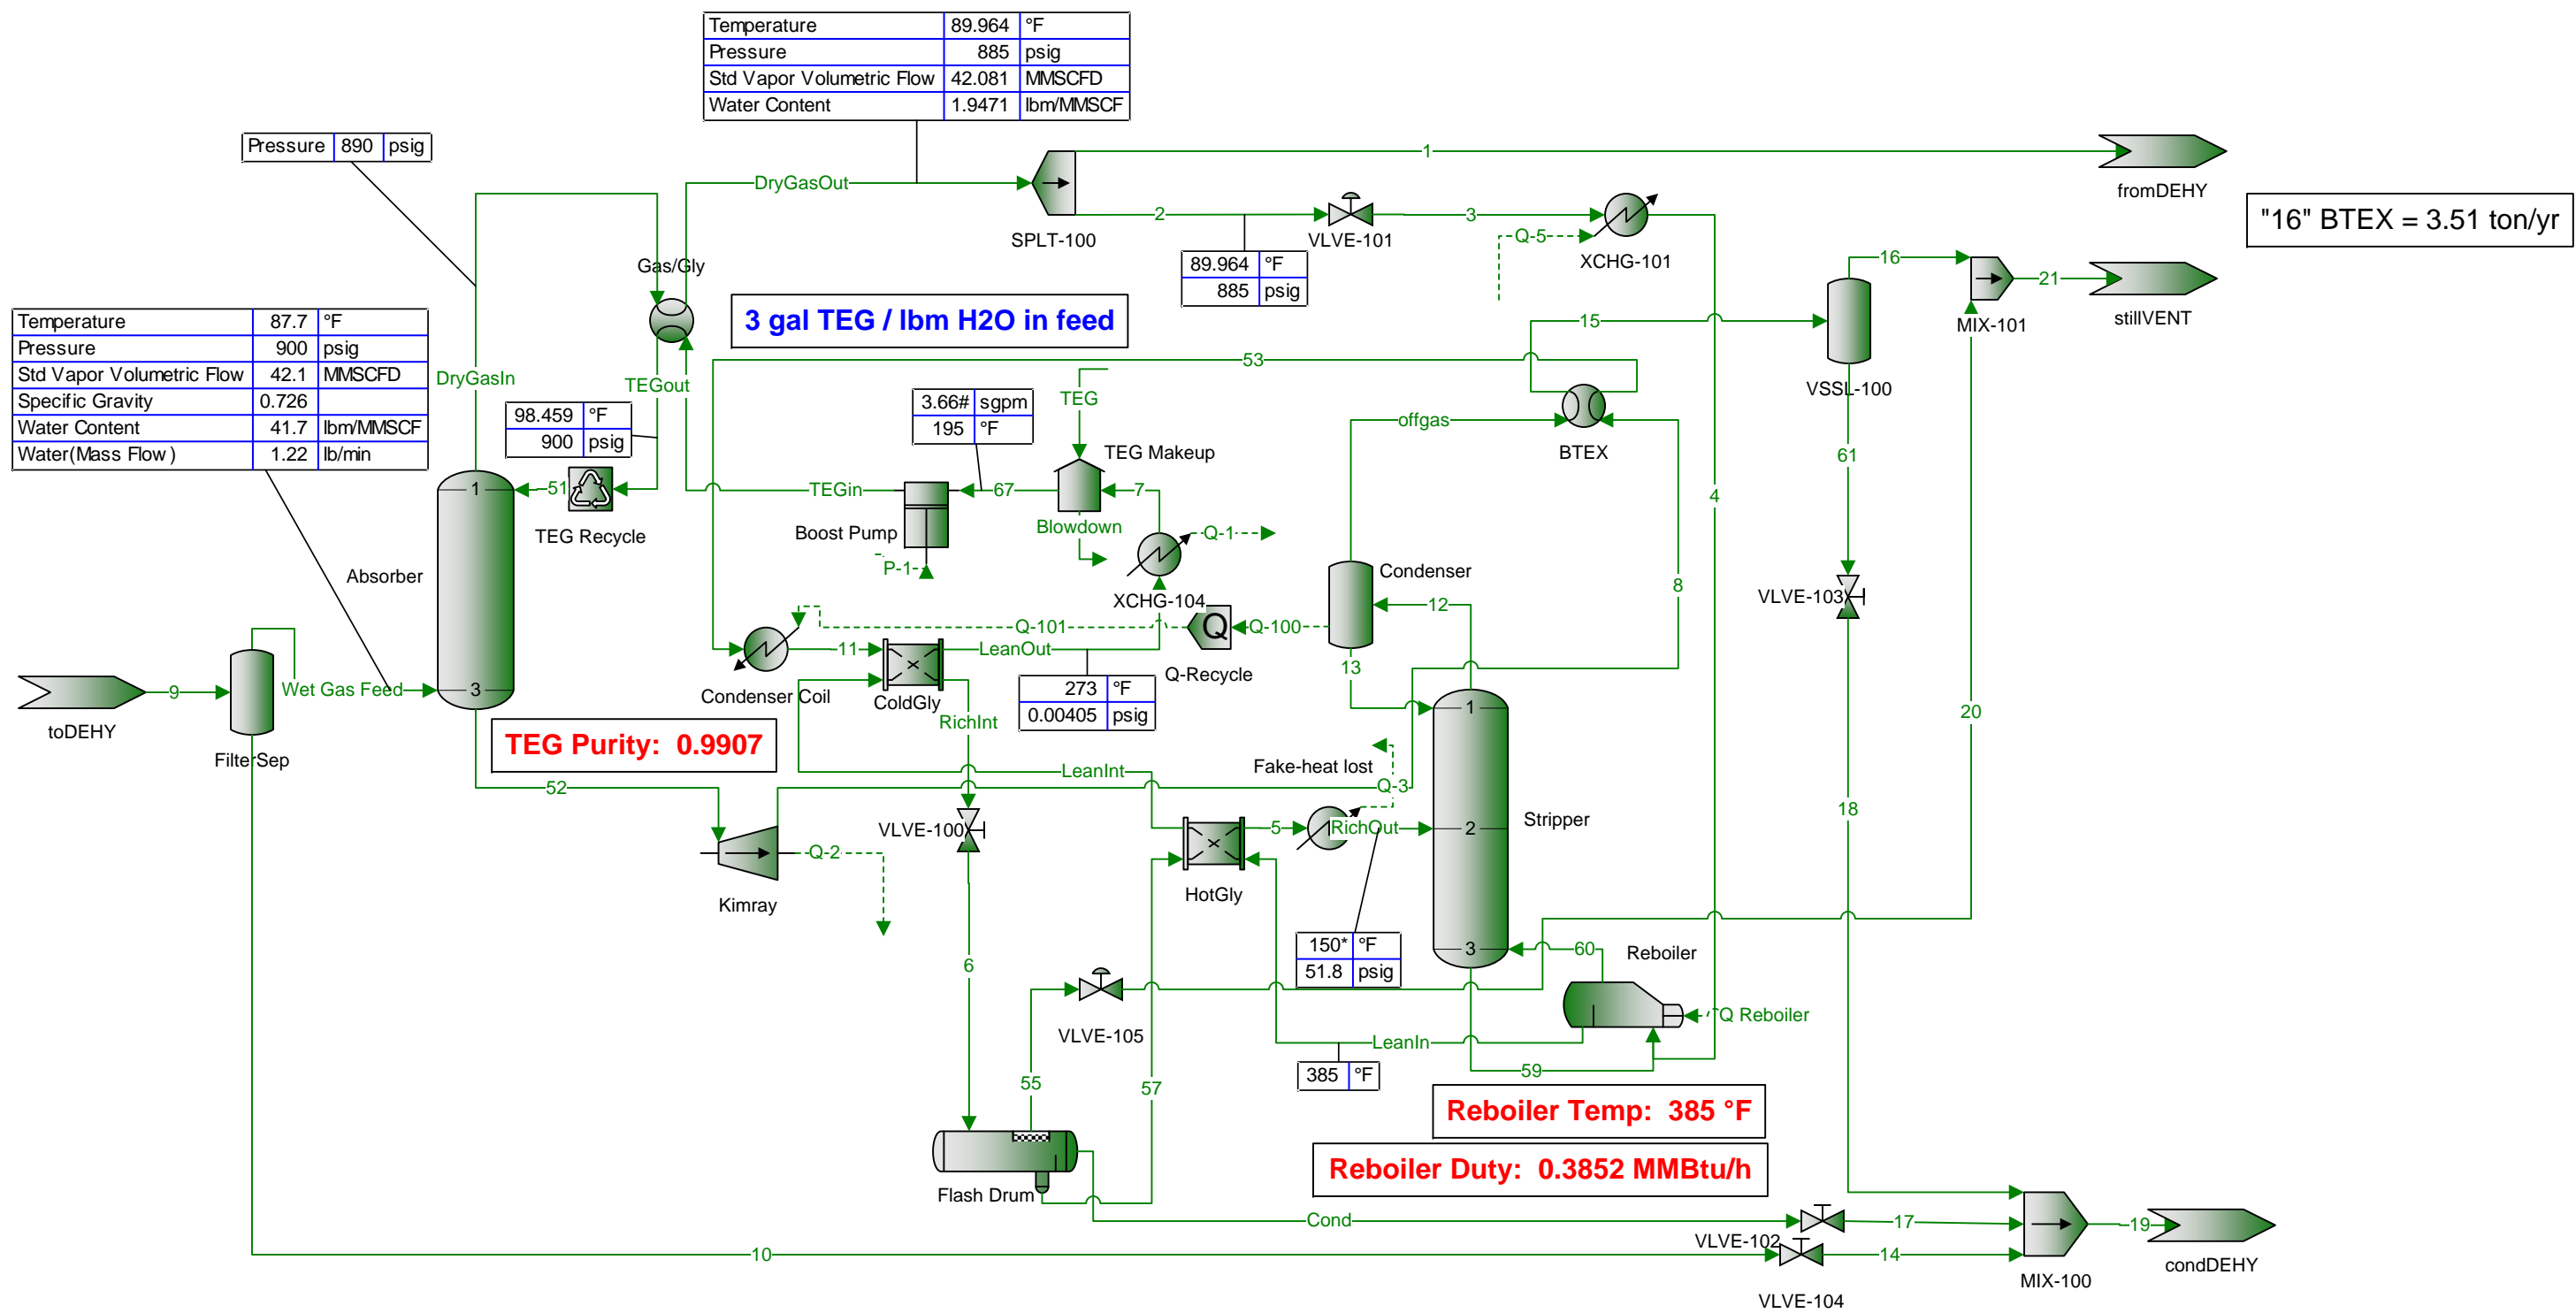 Temperature 89.964 °F
Pressure 885 psig
Std Vapor Volumetric Flow 42.081 MMSCFD
Water Content 1.9471 lbm/MMSCF
Pressure 890 psig
1
fromDEHY
DryGasOut
SPLT-100
2
VLVE-101
3
XCHG-101
Q-5
89.964 °F
885 psig
"16" BTEX = 3.51 ton/yr
Gas/Gly
16
21
stillVENT
MIX-101
15
VSSL-100
Temperature 87.7 °F
Pressure 900 psig
Std Vapor Volumetric Flow 42.1 MMSCFD
Specific Gravity 0.726
Water Content 41.7 lbm/MMSCF
Water(Mass Flow) 1.22 lb/min
3 gal TEG / lbm H2O in feed
53
DryGasIn
TEGout
98.459 °F
900 psig
3.66# sgpm
195 °F
TEG
TEG Makeup
offgas
BTEX
61
1
51
TEG Recycle
TEGin
67
7
4
Boost Pump
Blowdown
Q-1
P-1
Absorber
XCHG-104
Condenser
8
VLVE-103
12
Q-101
Q
Q-100
Q-Recycle
11
LeanOut
13
Condenser Coil
ColdGly
273 °F
0.00405 psig
9
toDEHY
Wet Gas Feed
3
FilterSep
RichInt
1
20
TEG Purity: 0.9907
LeanInt
Fake-heat lost
Q-3
52
VLVE-100
5
RichOut
2
Stripper
18
Q-2
Kimray
HotGly
150* °F
51.8 psig
3
60
Reboiler
6
VLVE-105
Q Reboiler
LeanIn
385 °F
59
55
57
Reboiler Temp: 385 °F
Reboiler Duty: 0.3852 MMBtu/h
Flash Drum
Cond
17
VLVE-102
19
condDEHY
10
14
MIX-100
VLVE-104